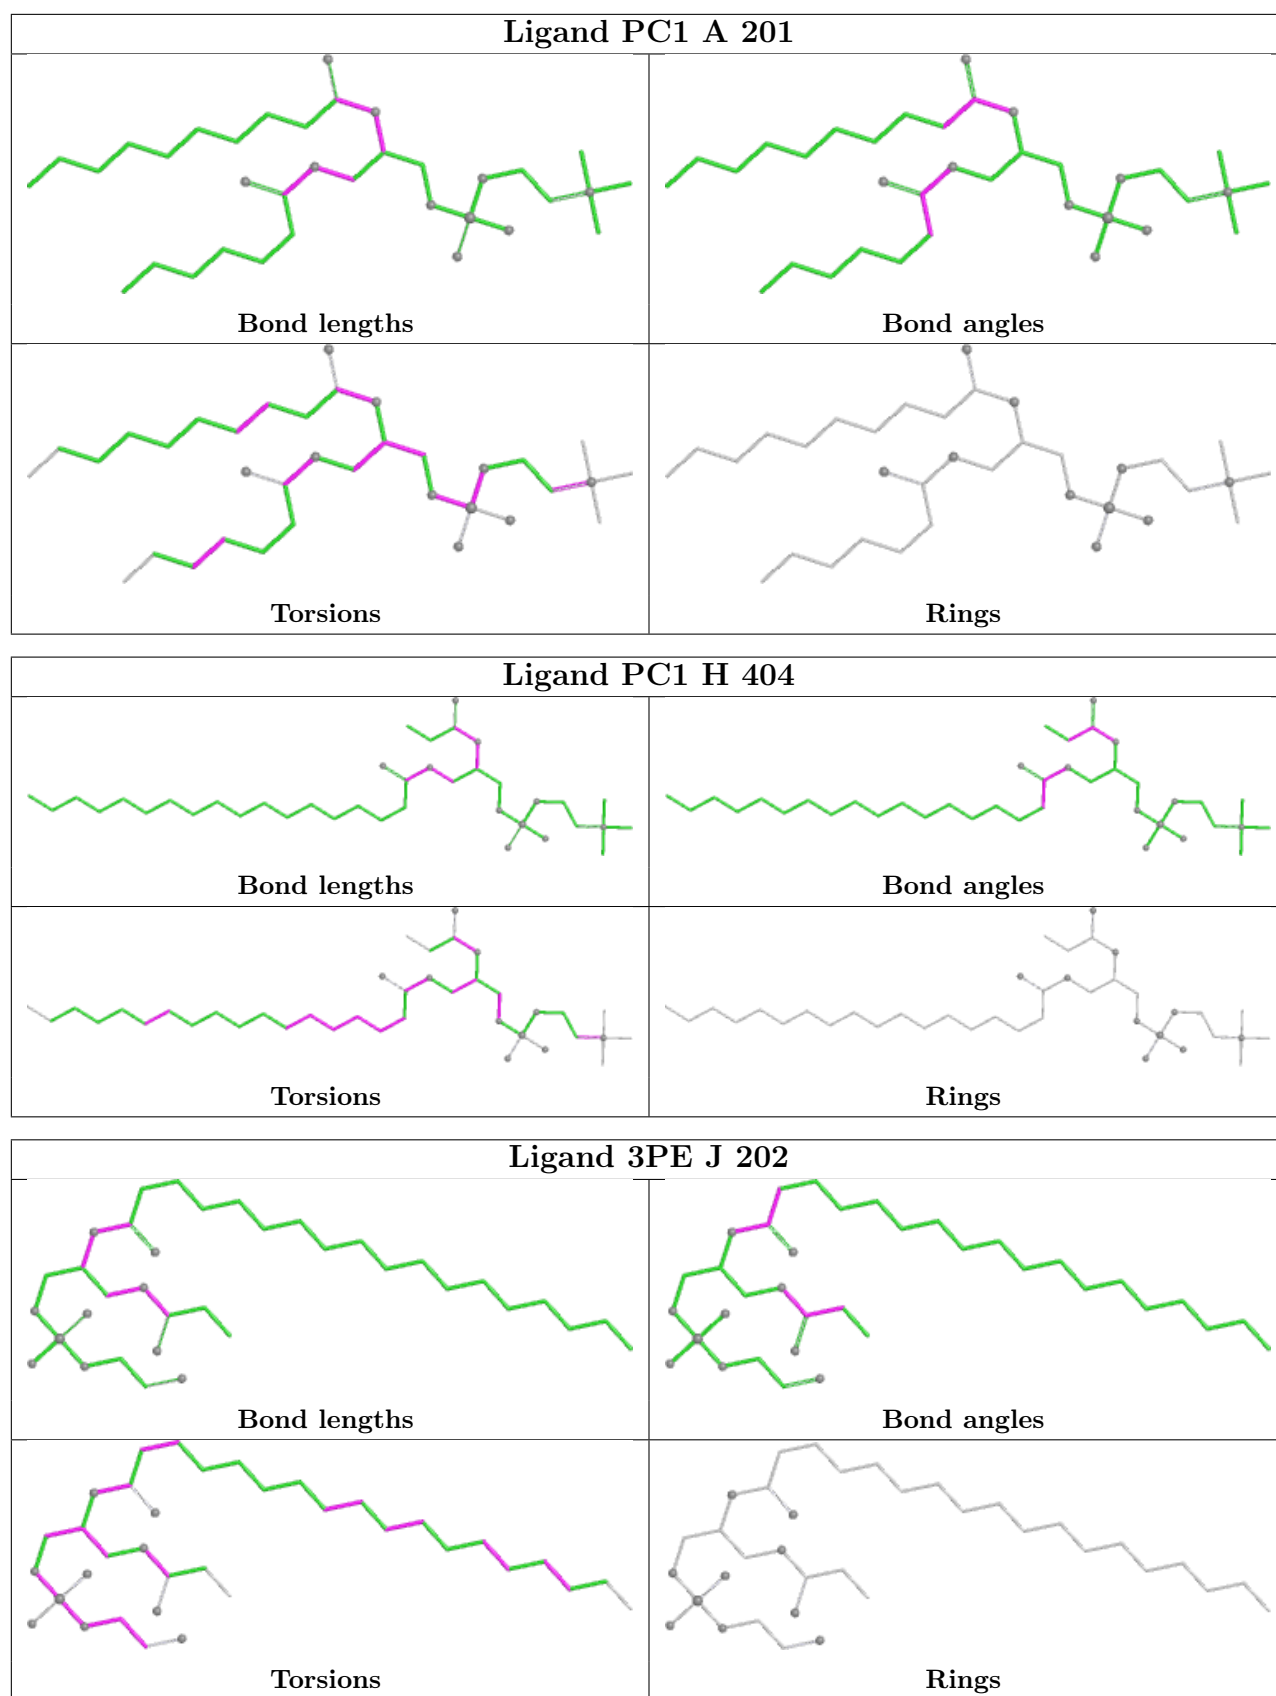 Ligand PC1 A 201
Bond lengths
Bond angles
Torsions
Rings
Ligand PC1 H 404
Bond lengths
Bond angles
Torsions
Rings
Ligand 3PE J 202
Bond lengths
Bond angles
Torsions
Rings